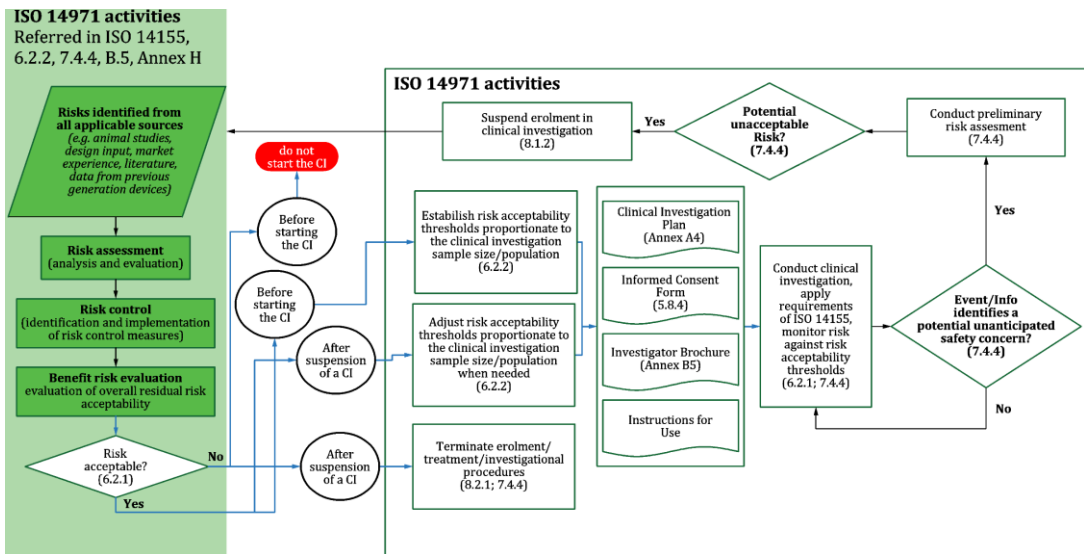 ISO 14971 activities
Referred in ISO 14155,
6.2.2, 7.4.4, B.5, Annex H
Risks identified from
all applicable sources
(e.g. animal studies,
design input, market
experience, literature,
data from previous
generation devices)
Risk assessment
(analysis and evaluation)
Risk control
(identification and implementation
of risk control measures)
Benefit risk evaluation
evaluation of overall residual risk
acceptability
Risk
acceptable?
(6.2.1)
No
Yes
do not
start the CI
Before
starting
the CI
Before
starting
the CI
After
suspension
of a CI
After
suspension
of a CI
ISO 14971 activities
Suspend erolment in
clinical investigation
(8.1.2)
Yes
Potential
unacceptable
Risk?
(7.4.4)
Conduct preliminary
risk assesment
(7.4.4)
Estabilish risk acceptability
thresholds proportionate to
the clinical investigation
sample size/population
(6.2.2)
Adjust risk acceptability
thresholds proportionate to
the clinical investigation
sample size/population
when needed
(6.2.2)
Terminate erolment/
treatment/investigational
procedures
(8.2.1; 7.4.4)
Clinical Investigation
Plan
(Annex A4)
Informed Consent
Form
(5.8.4)
Investigator Brochure
(Annex B5)
Instructions for
Use
Conduct clinical
investigation,
apply
requirements
of ISO 14155,
monitor risk
against risk
acceptability
thresholds
(6.2.1; 7.4.4)
Yes
Event/Info
identifies a
potential unanticipated
safety concern?
(7.4.4)
No